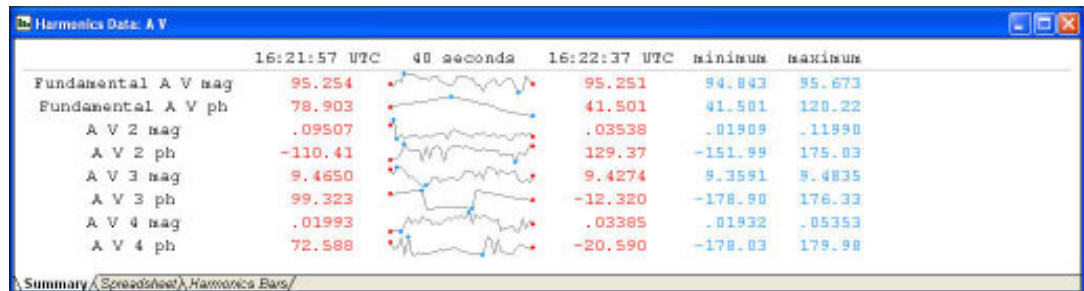 Harmonics Data: A V
16:21:57 UTC 40 seconds 16:22:37 UTC minimum maximum
Fundamental A V mag 95.254 95.251 94.843 95.673
Fundamental A V ph 78.903 41.501 41.501 120.22
A V 2 mag .09507 .03538 .01909 .11990
A V 2 ph -110.41 129.37 -151.99 175.03
A V 3 mag 9.4650 9.4274 9.3591 9.4835
A V 3 ph 99.323 -12.320 -178.90 176.33
A V 4 mag .01993 .03385 .01932 .05353
A V 4 ph 72.588 -20.590 -178.03 179.98
Summary Spreadsheet Harmonics Bars